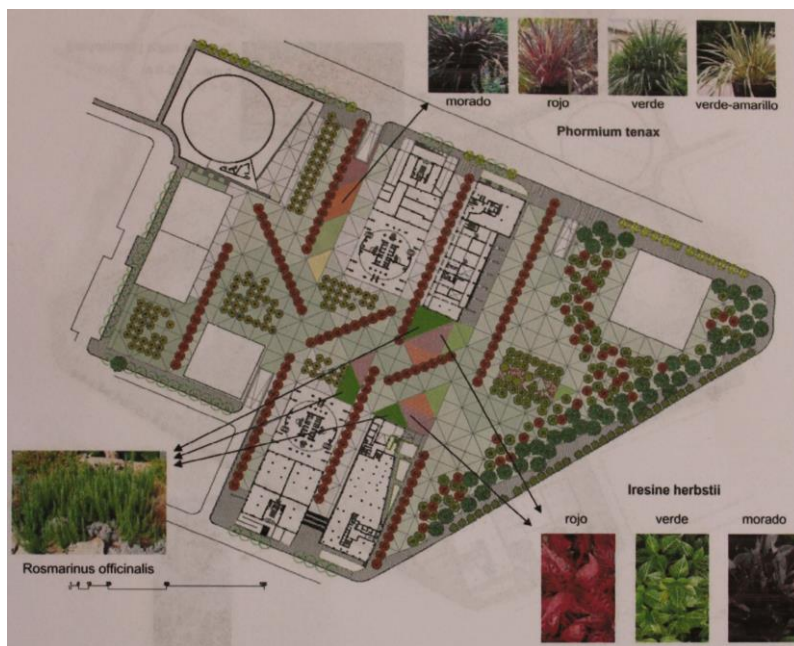 morado rojo verde verde-amarillo
Phormium tenax
Iresine herbstii
rojo verde morado
Rosmarinus officinalis